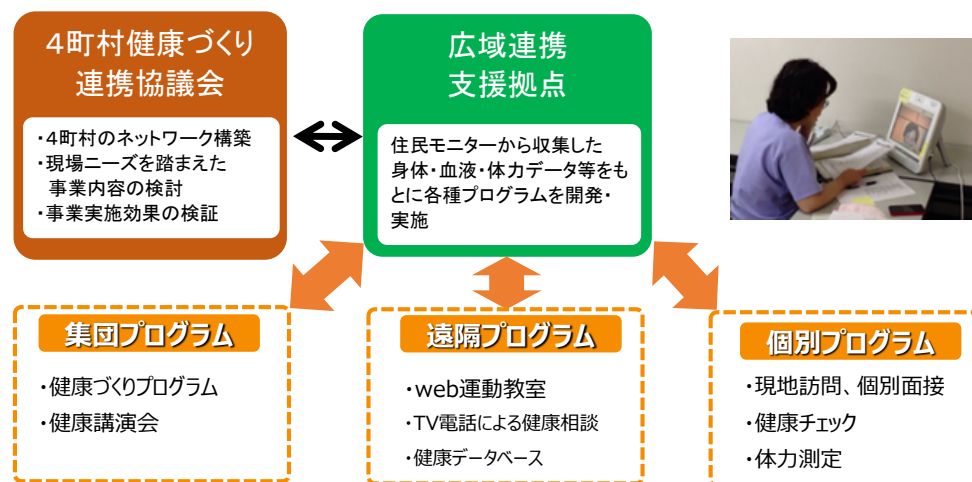 4町村健康づくり
連携協議会
・4町村のネットワーク構築
・現場ニーズを踏まえた
事業内容の検討
・事業実施効果の検証
広域連携
支援拠点
住民モニターから収集した
身体・血液・体力データ等をも
とに各種プログラムを開発・
実施
集団プログラム
・健康づくりプログラム
・健康講演会
遠隔プログラム
・web運動教室
・TV電話による健康相談
・健康データベース
個別プログラム
・現地訪問、個別面接
・健康チェック
・体力測定